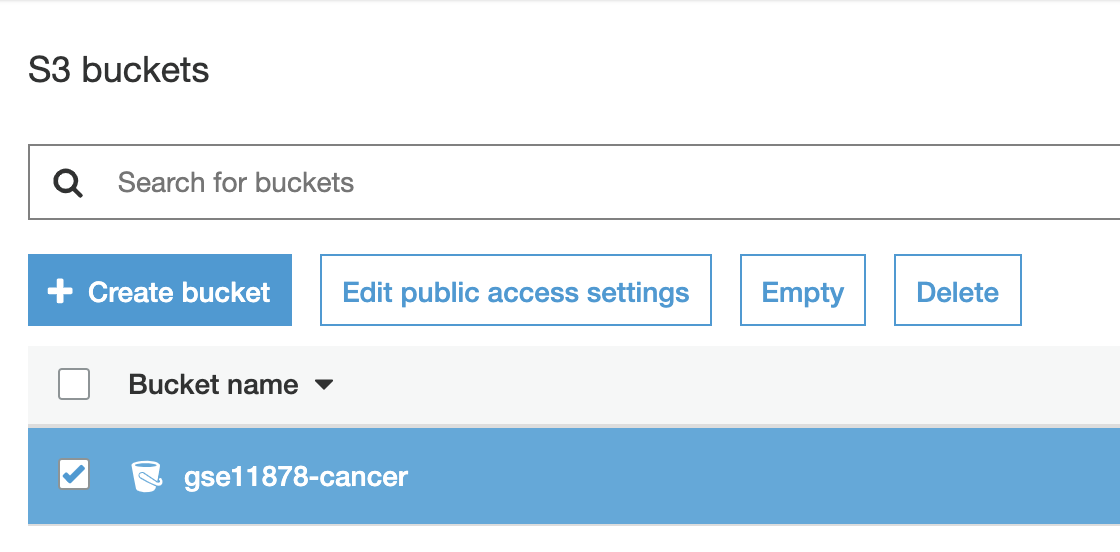 S3 buckets
Search for buckets
Create bucket Edit public access settings Empty Delete
Bucket name
gse11878-cancer